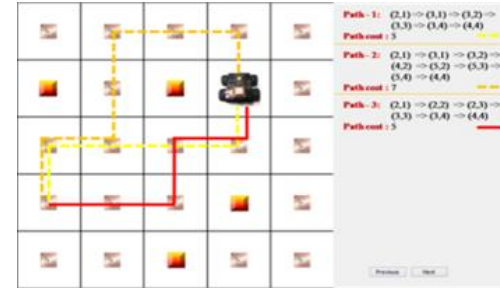 Path- 1: (2,1) => (3,1) => (3,2)=>
(3,3) => (3,4) => (4,4)
Path cost : 5
Path- 2: (2,1) => (3,1) => (3,2) =>
(4,2) => (5,2) => (5,3) =>
(5,4) => (4,4)
Path cost : 7
Path- 3: (2,1) => (2,2) => (2,3) =>
(3,3) => (3,4) => (4,4)
Path cost : 5
Previous Next